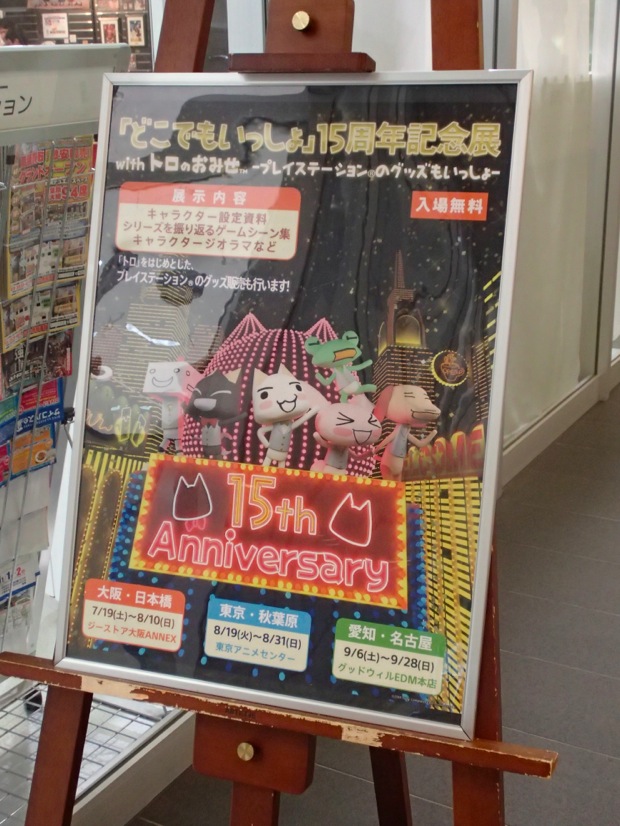 ョン
「どこでもいっしょ」15周年記念展
with トロのおみせ™ -プレイステーション®のグッズもいっしょ-
展示内容
キャラクター設定資料
シリーズを振り返るゲームシーン集
キャラクタージオラマなど
入場無料
「トロ」をはじめとした、
プレイステーション®のグッズ販売も行います!
15th
Anniversary
大阪・日本橋
7/19(土)~8/10(日)
ジーストア大阪ANNEX
東京・秋葉原
8/19(火)~8/31(日)
東京アニメセンター
愛知・名古屋
9/6(土)~9/28(日)
グッドウィルEDM本店